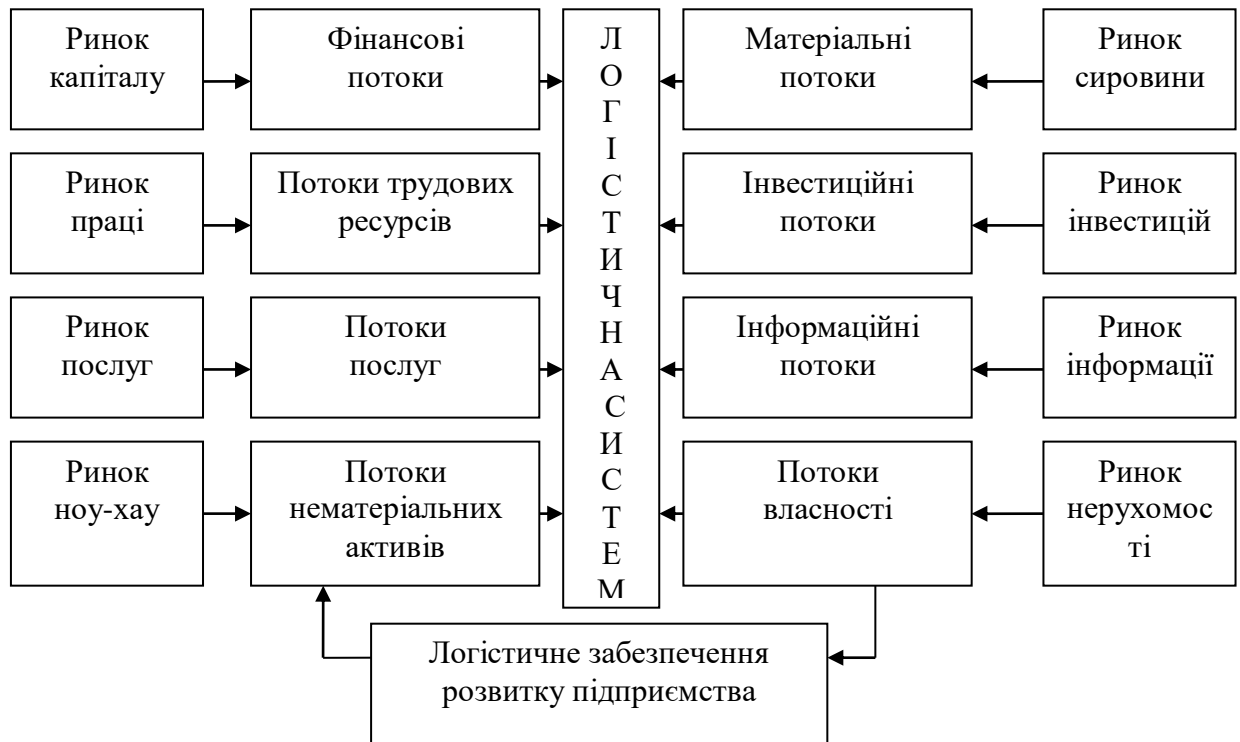 Ринок
капіталу
Фінансові
потоки
Л
О
Г
І
С
Т
И
Ч
Н
А
С
И
С
Т
Е
М
Матеріальні
потоки
Ринок
сировини
Ринок
праці
Потоки трудових
ресурсів
Інвестиційні
потоки
Ринок
інвестицій
Ринок
послуг
Потоки
послуг
Інформаційні
потоки
Ринок
інформації
Ринок
ноу-хау
Потоки
нематеріальних
активів
Потоки
власності
Ринок
нерухомос
ті
Логістичне забезпечення
розвитку підприємства